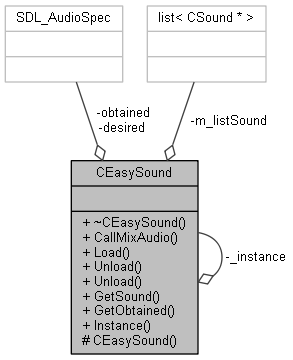 SDL_AudioSpec
list< CSound * >
-obtained
-desired
-m_listSound
CEasySound
+ ~CEasySound()
+ CallMixAudio()
+ Load()
+ Unload()
+ Unload()
+ GetSound()
+ GetObtained()
+ Instance()
# CEasySound()
-_instance